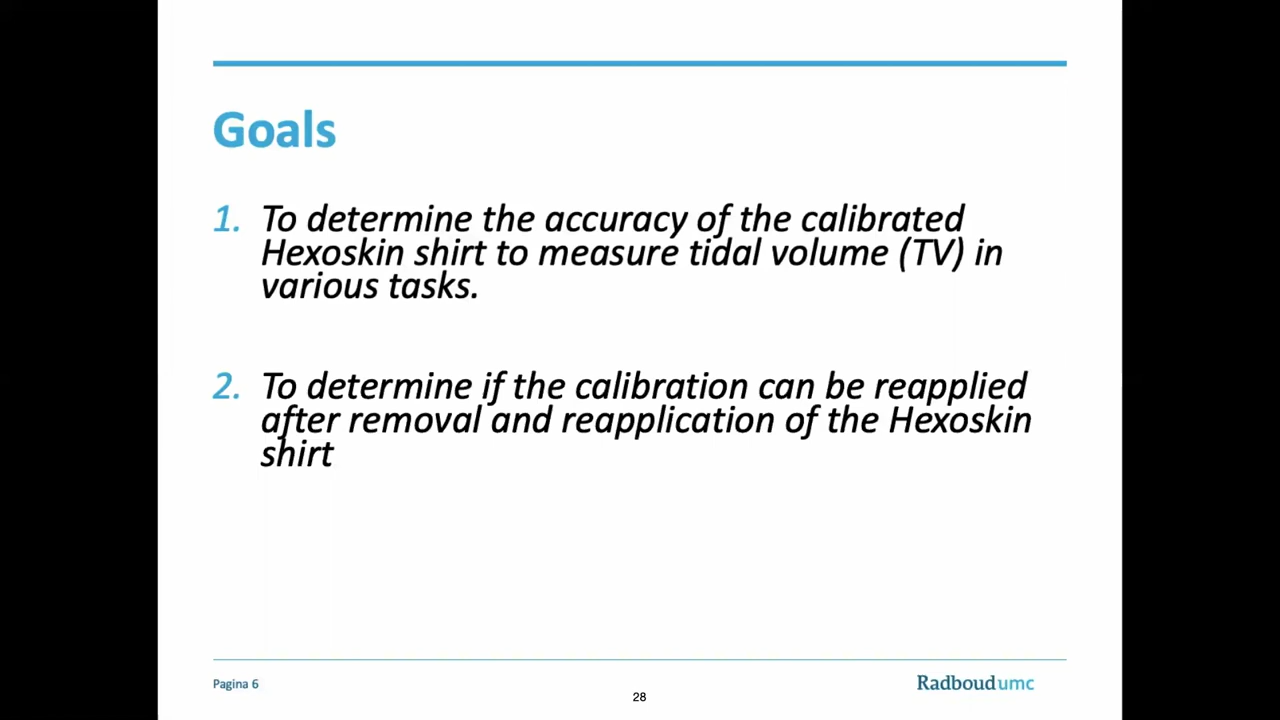 Goals
1. To determine the accuracy of the calibrated
Hexoskin shirt to measure tidal volume (TV) in
various tasks.
2. To determine if the calibration can be reapplied
after removal and reapplication of the Hexoskin
shirt
Pagina 6
28
Radboudumc